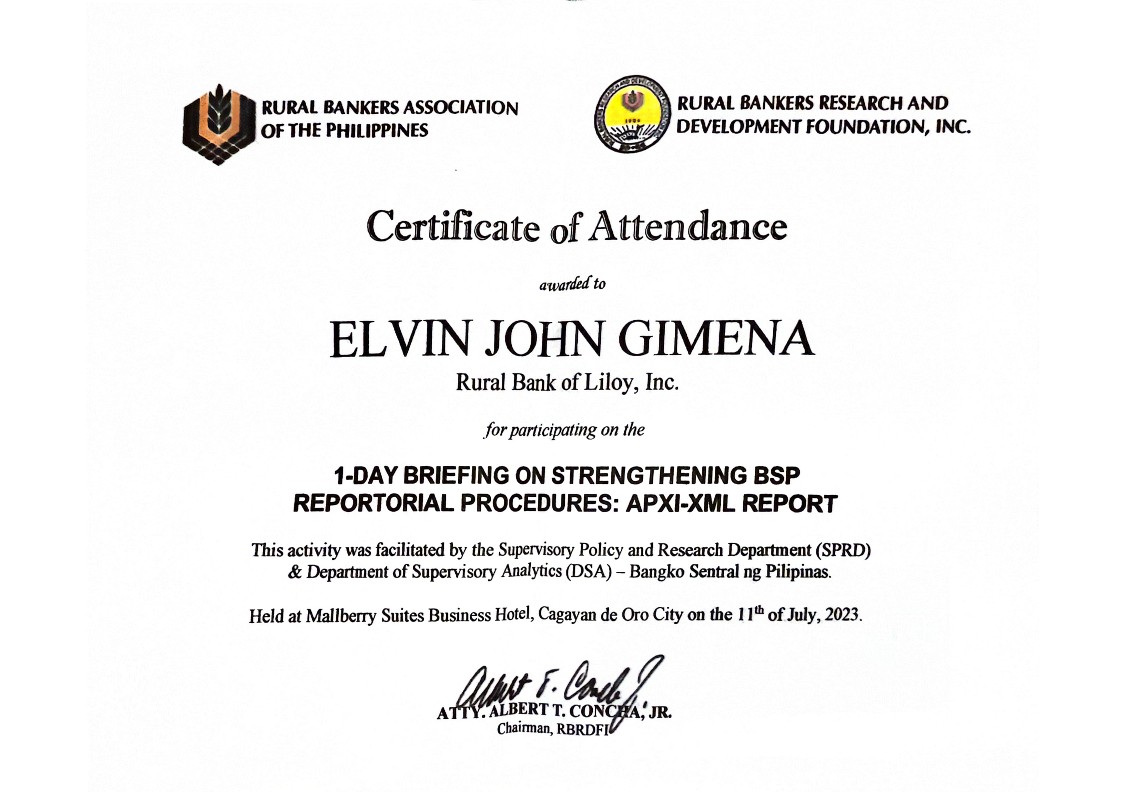 RURAL BANKERS ASSOCIATION
OF THE PHILIPPINES
RURAL BANKERS RESEARCH AND
DEVELOPMENT FOUNDATION, INC.
Certificate of Attendance
awarded to
ELVIN JOHN GIMENA
Rural Bank of Liloy, Inc.
for participating on the
1-DAY BRIEFING ON STRENGTHENING BSP
REPORTORIAL PROCEDURES: APXI-XML REPORT
This activity was facilitated by the Supervisory Policy and Research Department (SPRD)
& Department of Supervisory Analytics (DSA) – Bangko Sentral ng Pilipinas.
Held at Mallberry Suites Business Hotel, Cagayan de Oro City on the 11th of July, 2023.
ATTY. ALBERT T. CONCHA, JR.
Chairman, RBRDFI